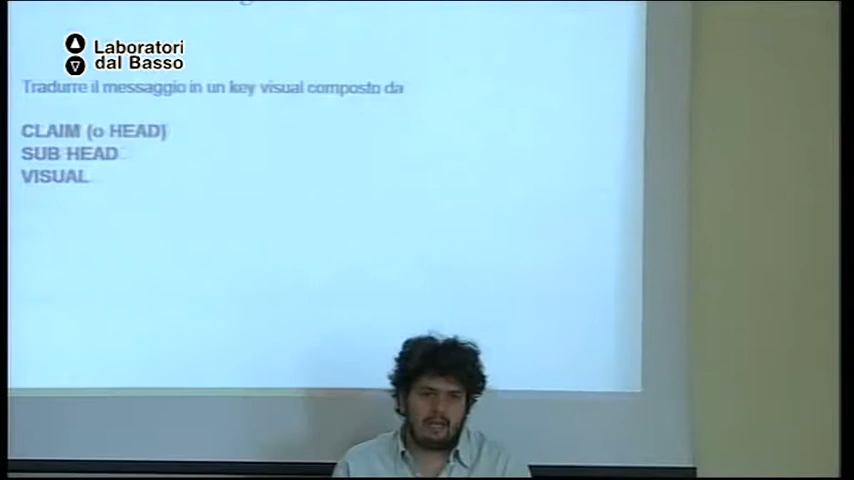 Laboratori
dal Basso
Tradurre il messaggio in un key visual composto da
CLAIM (o HEAD)
SUB HEAD
VISUAL